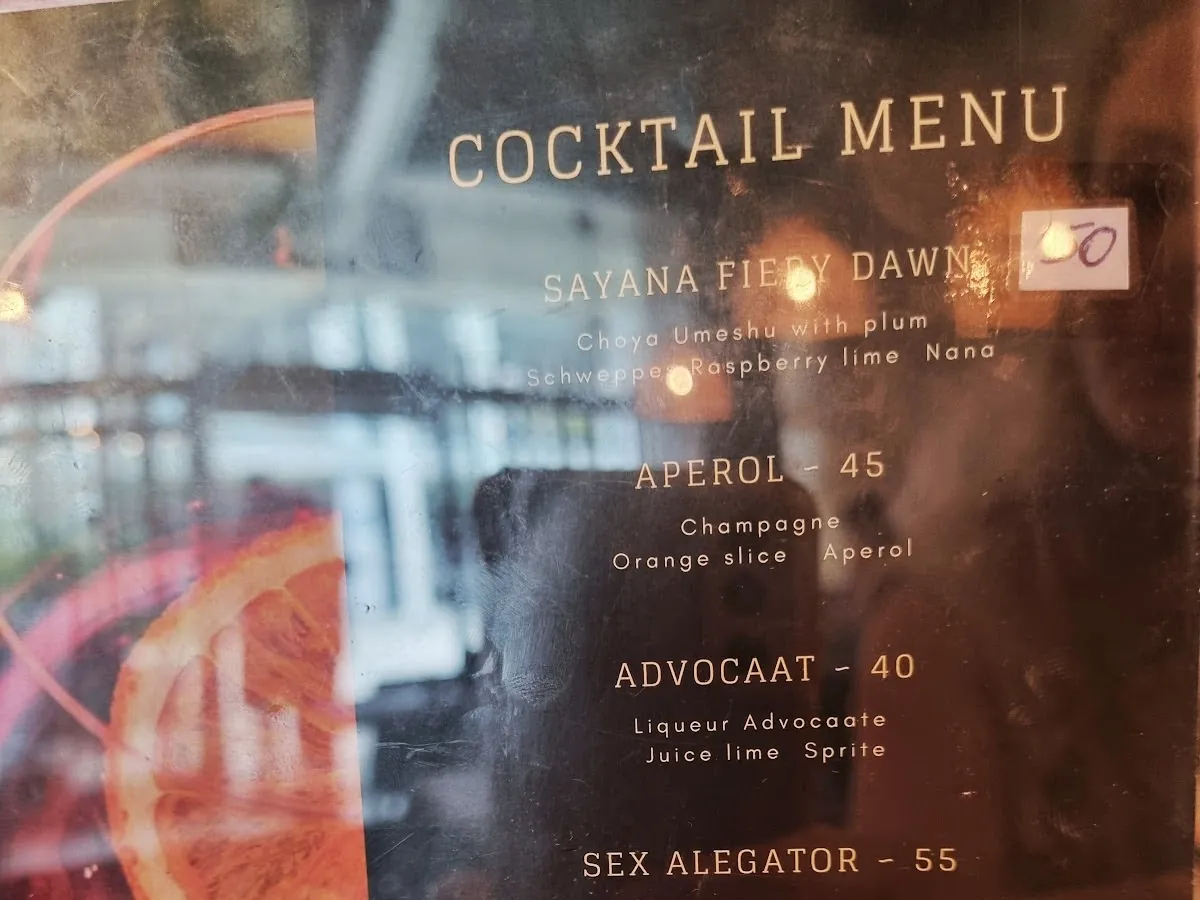 COCKTAIL MENU
SAYANA FIERY DAWN 50
Choya Umeshu with plum
Schweppes Raspberry lime Nana
APEROL - 45
Champagne
Orange slice Aperol
ADVOCAAT - 40
Liqueur Advocaate
Juice lime Sprite
SEX ALEGATOR - 55